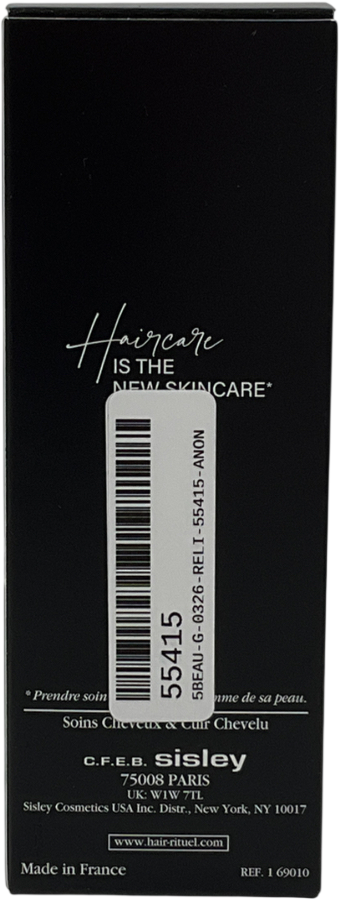 Haircare
IS THE
NEW SKINCARE*
55415
5BEAU-G-0326-RELI-55415-ANON
* Prendre soin mme de sa peau.
Soins Cheveux & Cuir Chevelu
C.F.E.B. sisley
75008 PARIS
UK: W1W 7TL
Sisley Cosmetics USA Inc. Distr., New York, NY 10017
www.hair-rituel.com
Made in France REF. 1 69010